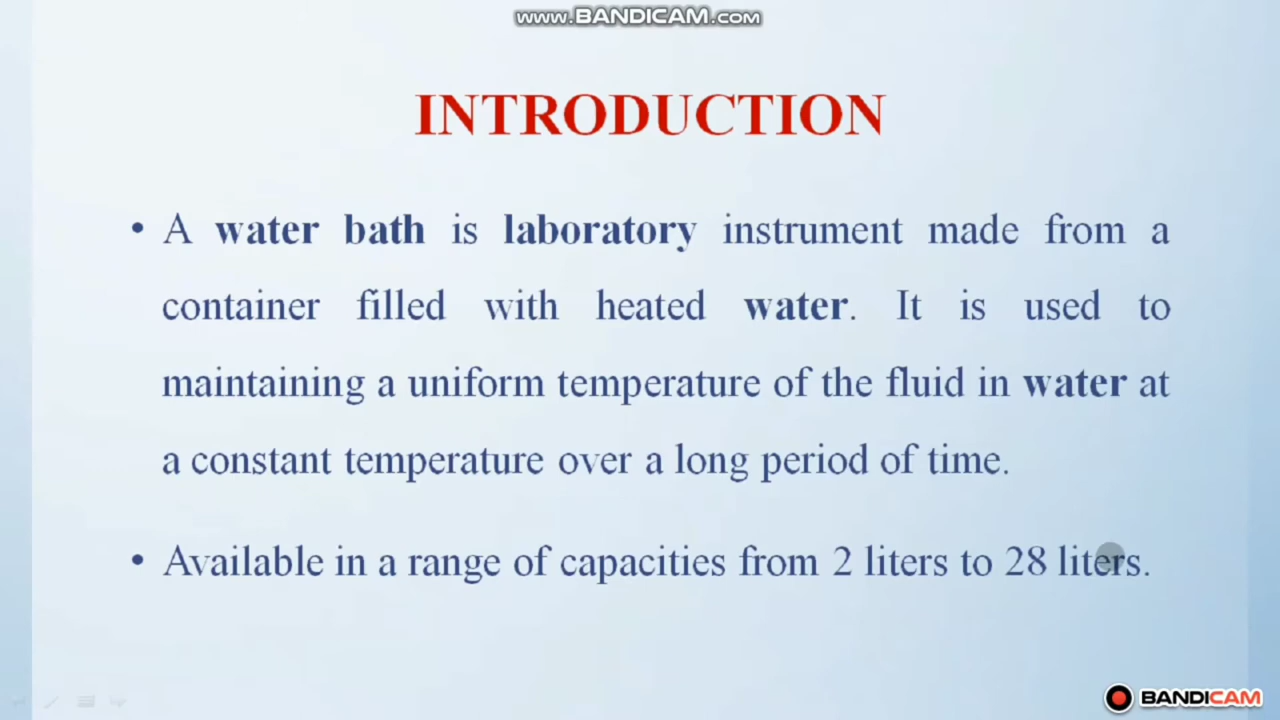 www.BANDICAM.com
INTRODUCTION
• A water bath is laboratory instrument made from a
container filled with heated water. It is used to
maintaining a uniform temperature of the fluid in water at
a constant temperature over a long period of time.
• Available in a range of capacities from 2 liters to 28 liters.
BANDICAM